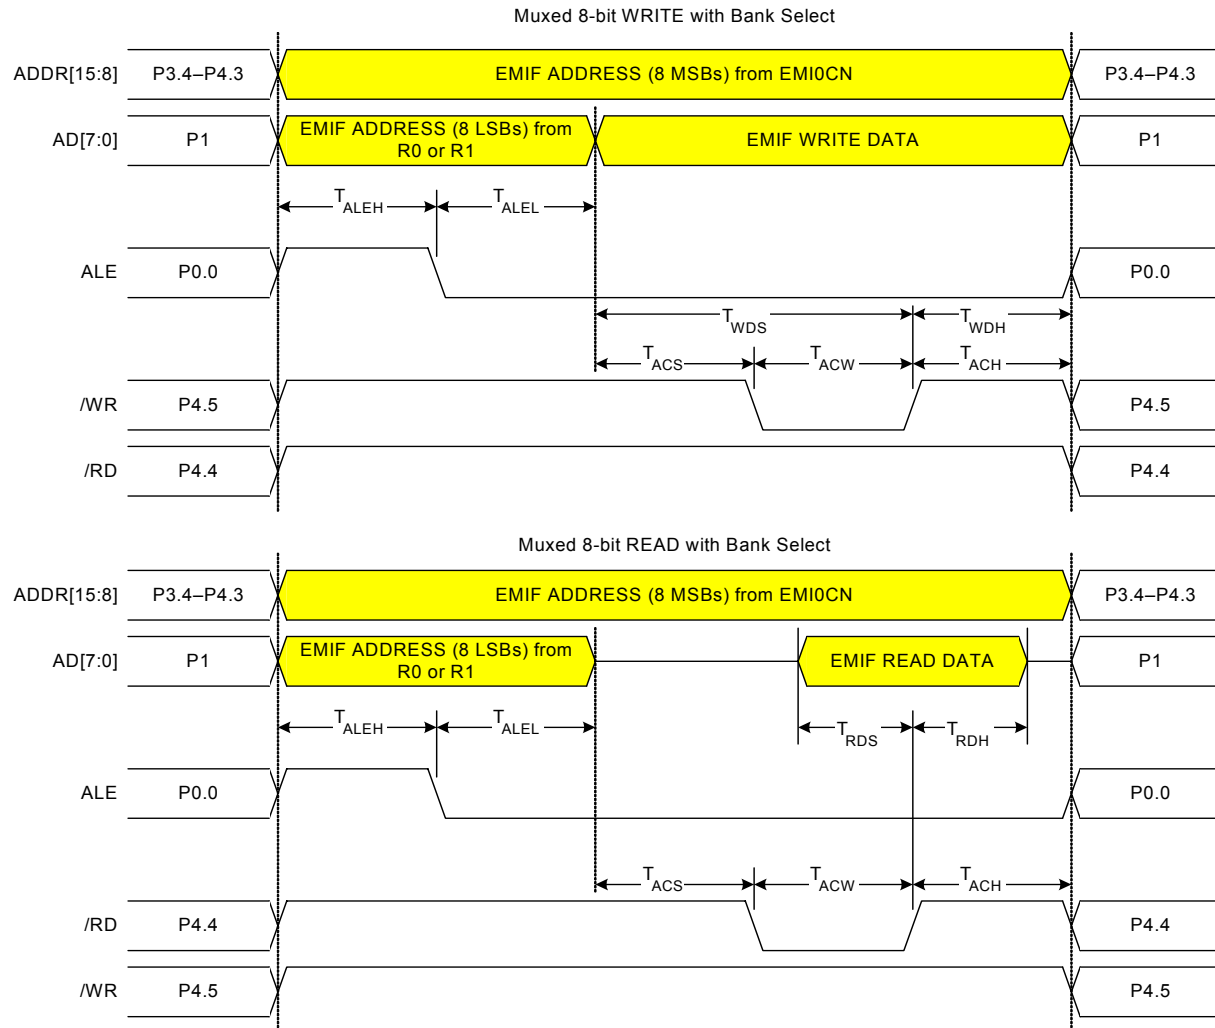 Muxed 8-bit WRITE with Bank Select
ADDR[15:8] P3.4–P4.3 EMIF ADDRESS (8 MSBs) from EMI0CN P3.4–P4.3
AD[7:0] P1 EMIF ADDRESS (8 LSBs) from R0 or R1 EMIF WRITE DATA P1
TALEH TALEL
ALE P0.0 P0.0
TWDS TWDH
TACS TACW TACH
/WR P4.5 P4.5
/RD P4.4 P4.4
Muxed 8-bit READ with Bank Select
ADDR[15:8] P3.4–P4.3 EMIF ADDRESS (8 MSBs) from EMI0CN P3.4–P4.3
AD[7:0] P1 EMIF ADDRESS (8 LSBs) from R0 or R1 EMIF READ DATA P1
TALEH TALEL TRDS TRDH
ALE P0.0 P0.0
TACS TACW TACH
/RD P4.4 P4.4
/WR P4.5 P4.5